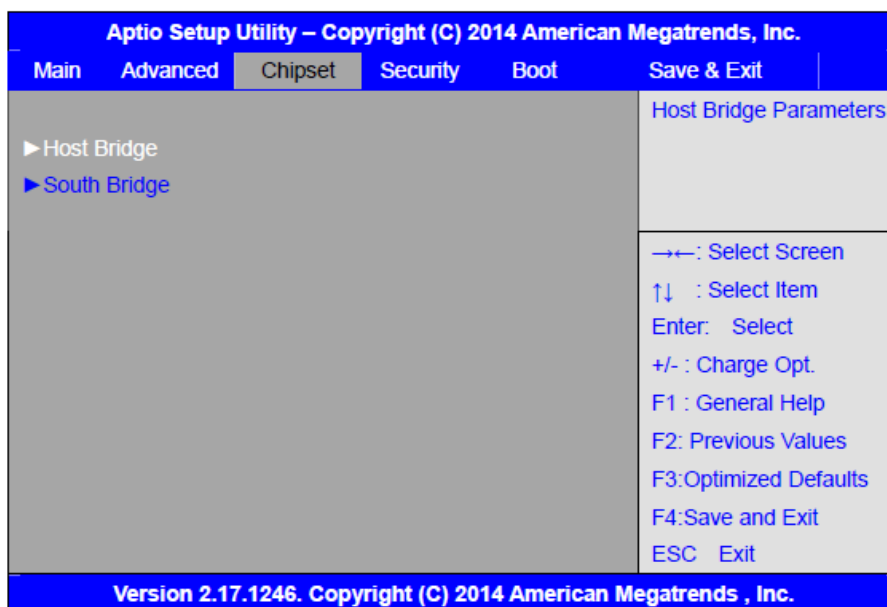 Aptio Setup Utility – Copyright (C) 2014 American Megatrends, Inc.
Main Advanced Chipset Security Boot Save & Exit
►Host Bridge
►South Bridge
Host Bridge Parameters
→←: Select Screen
↑↓ : Select Item
Enter: Select
+/- : Charge Opt.
F1 : General Help
F2: Previous Values
F3:Optimized Defaults
F4:Save and Exit
ESC Exit
Version 2.17.1246. Copyright (C) 2014 American Megatrends , Inc.